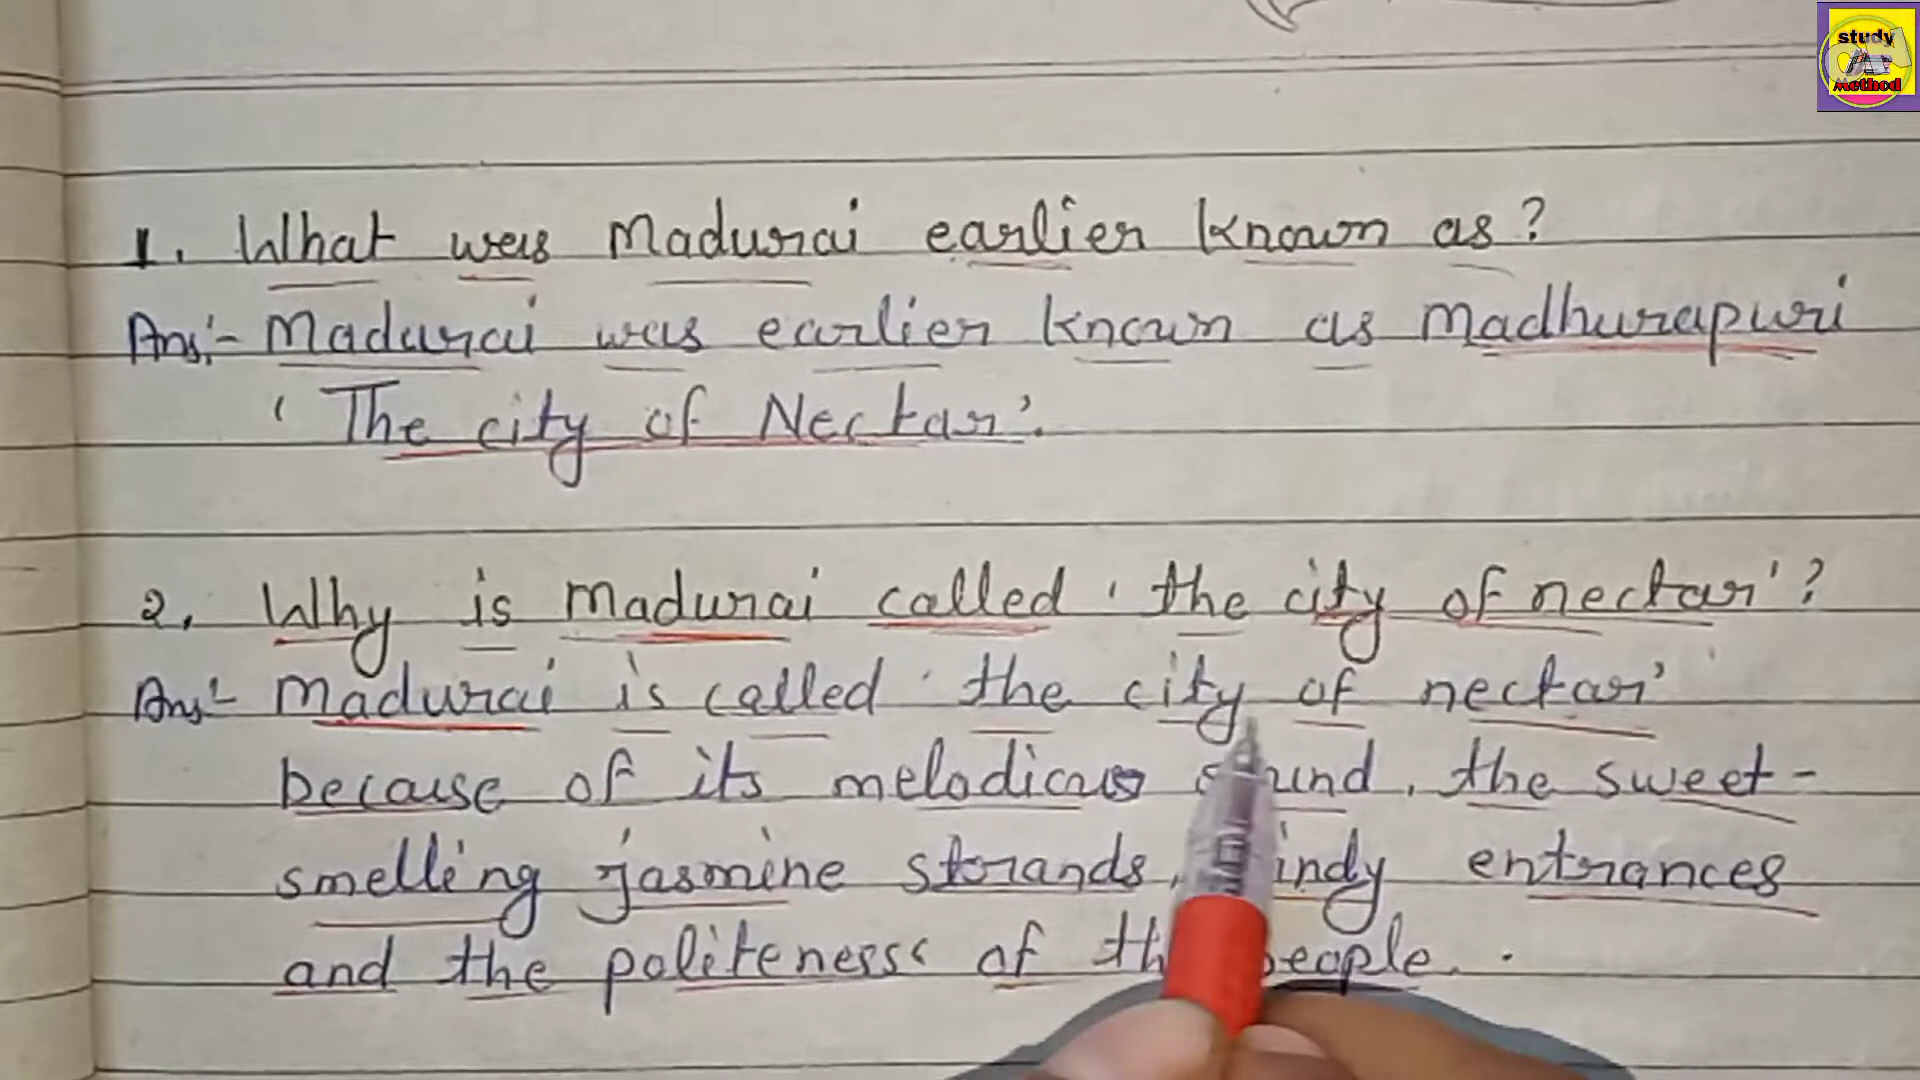 study
Method
1. What was Madurai earlier known as?
Ans:- Madurai was earlier known as Madhurapuri
'The city of Nectar'.
2. Why is Madurai called 'the city of nectar'?
Ans:- Madurai is called 'the city of nectar'
because of its melodious sound, the sweet-
smelling jasmine strands, entrances
and the politeness of people.